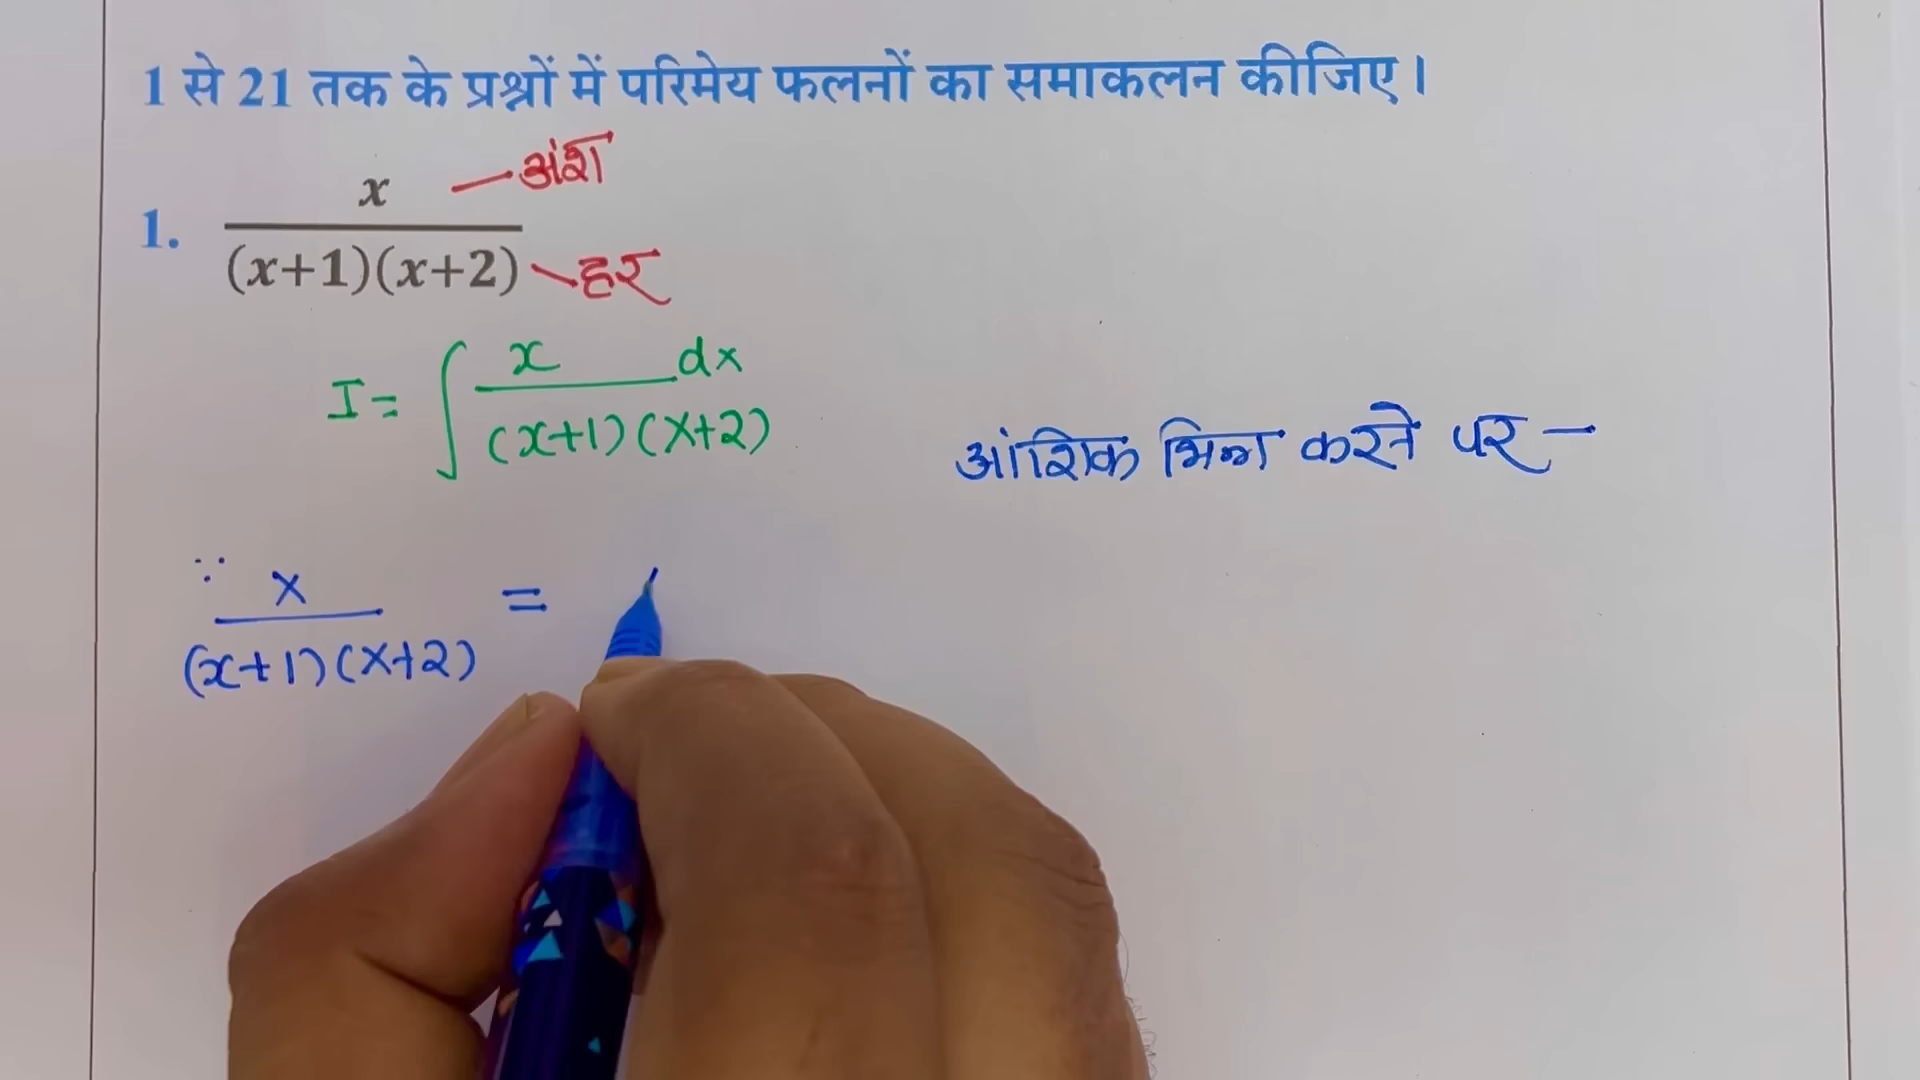 1 से 21 तक के प्रश्नों में परिमेय फलनों का समाकलन कीजिए।
1. x/((x+1)(x+2))
— अंश
— हर
I = ∫ x dx/((x+1)(x+2))
आंशिक भिन्न करने पर —
∵ x/((x+1)(x+2)) =